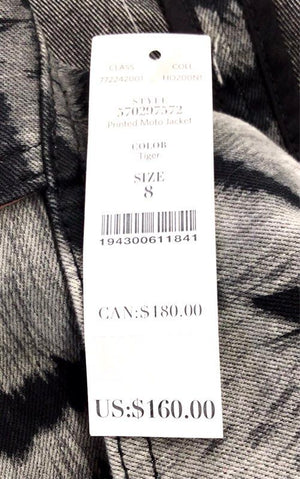 CLASS COLL
772242001
STYLE
570297572
Printed Moto Jacket
COLOR
Tiger
SIZE
8
194300611841
CAN:$180.00
US:$160.00